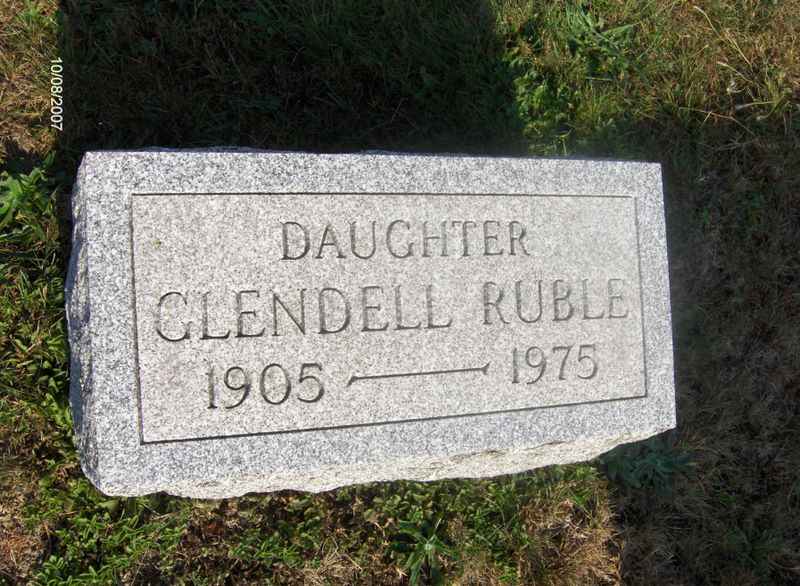 10/08/2007
DAUGHTER
GLENDELL RUBLE
1905 — 1975